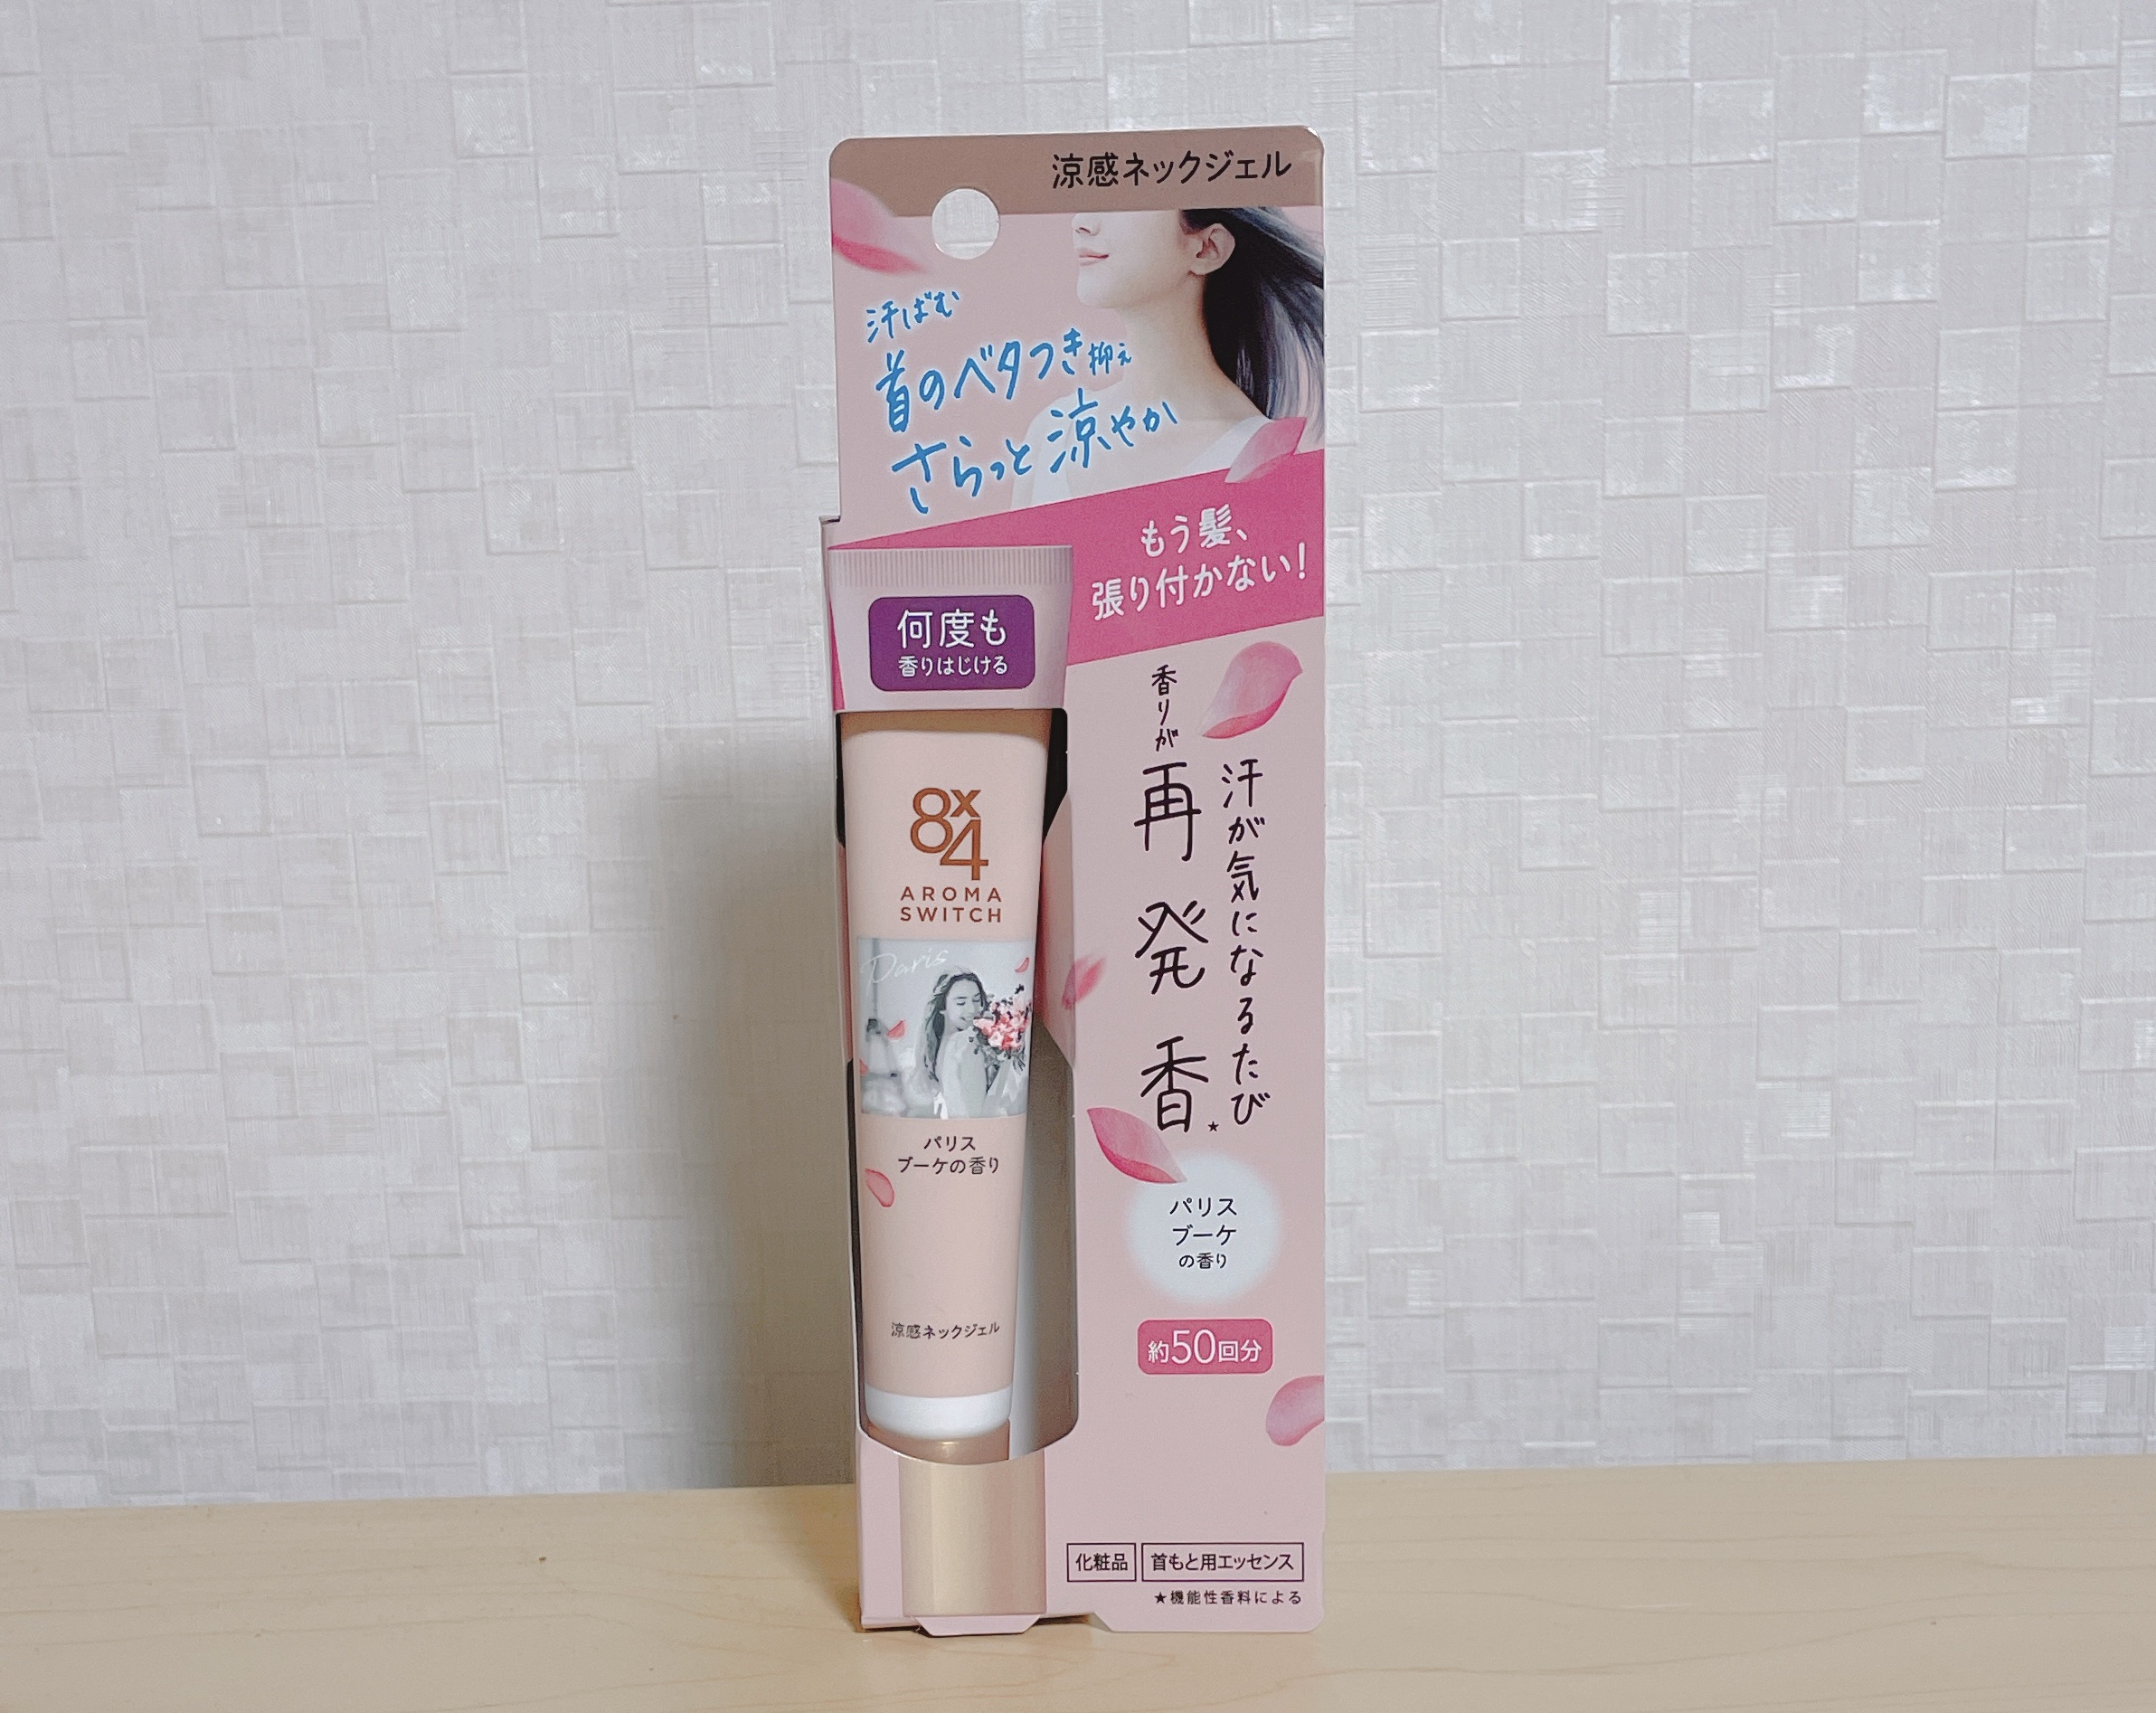 涼感ネックジェル
汗ばむ
首のベタつき抑え
さらっと涼やか
もう髪、
張り付かない!
何度も
香りはじける
汗が気になるたび
香りが再発香★
8x4
AROMA
SWITCH
Paris
パリス
ブーケの香り
涼感ネックジェル
パリス
ブーケ
の香り
約50回分
化粧品 首もと用エッセンス
★機能性香料による